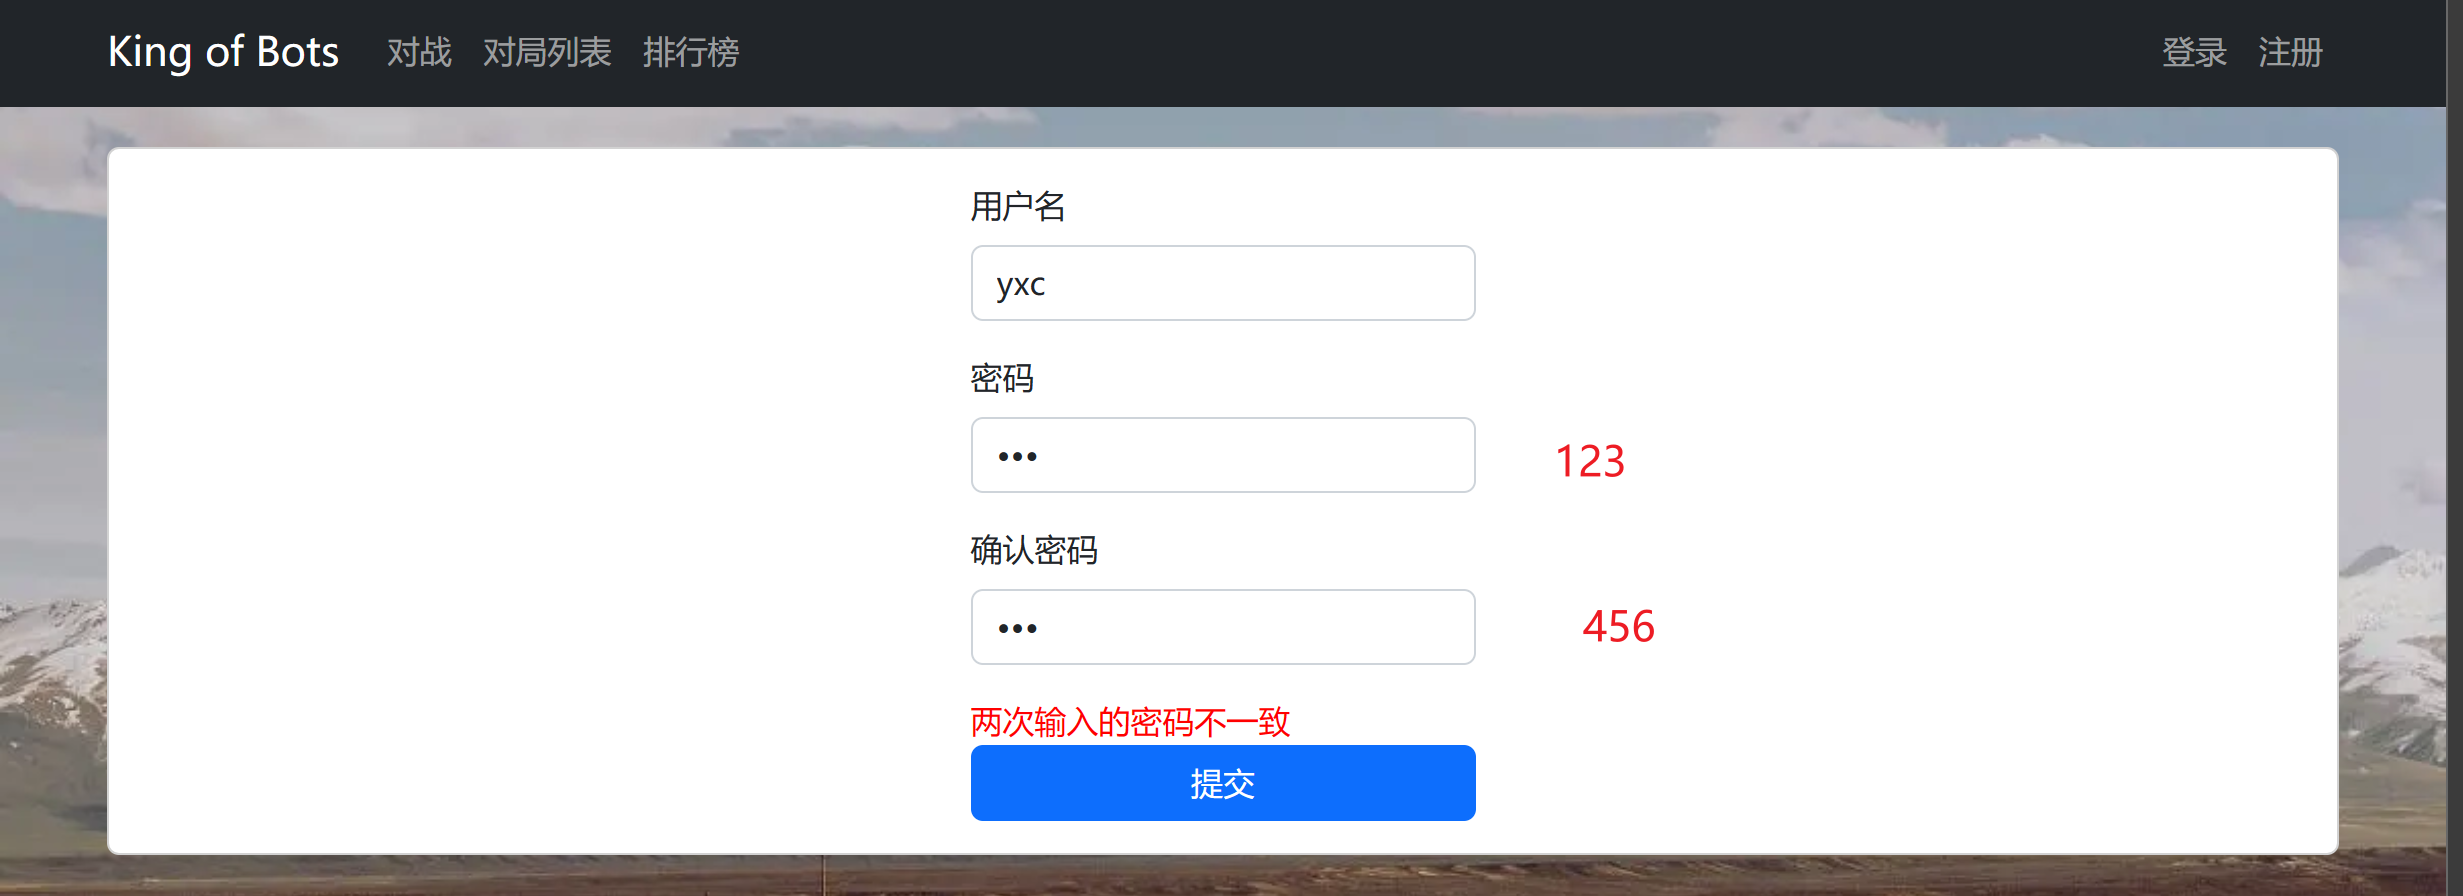 King of Bots 对战 对局列表 排行榜 登录 注册
用户名
yxc
密码
••• 123
确认密码
••• 456
两次输入的密码不一致
提交